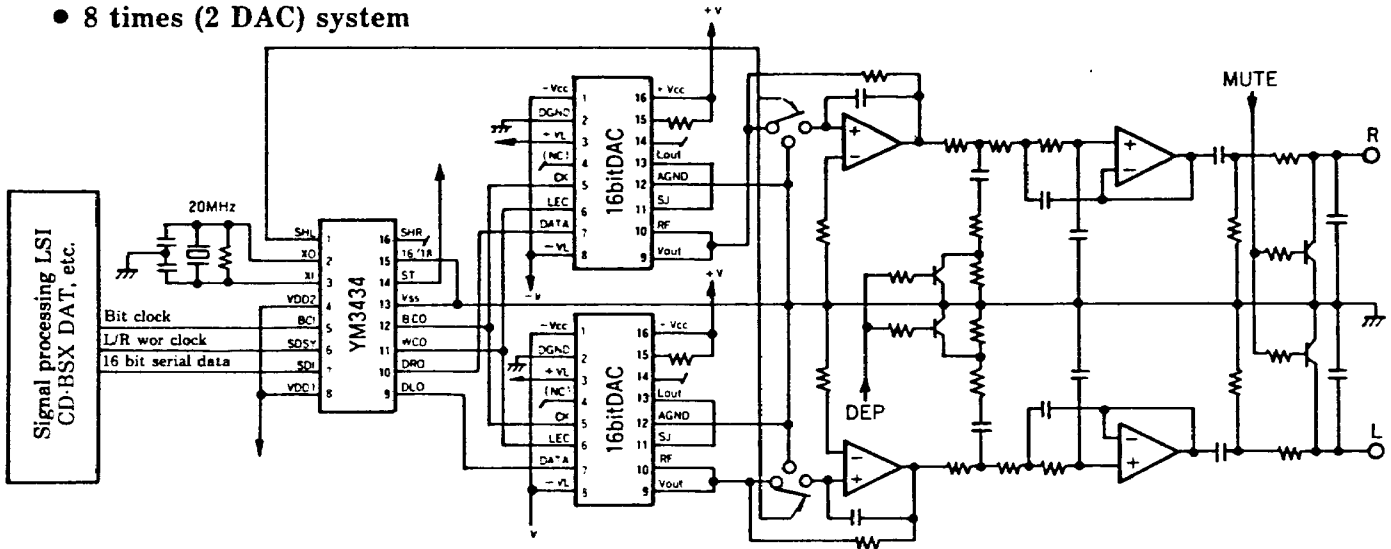 ● 8 times (2 DAC) system
+V
MUTE
R
L
DEP
Signal processing LSI
CD·BSX DAT, etc.
Bit clock
L/R wor clock
16 bit serial data
20MHz
YM3434
SHL 1
XO 2
XI 3
VDD2 4
BCI 5
SDSY 6
SDI 7
VDD1 8
16 SHR
15 16/18
14 ST
13 Vss
12 BCO
11 WCO
10 DRO
9 DLO
16bitDAC
-Vcc 1
DGND 2
+VL 3
(NC) 4
CK 5
LEC 6
DATA 7
-VL 8
16 +Vcc
15
14
13 Lout
12 AGND
11 SJ
10 RF
9 Vout
-V
+V
16bitDAC
-Vcc 1
DGND 2
+VL 3
(NC) 4
CK 5
LEC 6
DATA 7
-VL 8
16 -Vcc
15
14
13 Lout
12 AGND
11 SJ
10 RF
9 Vout
-V
+
−
+
−
−
+
−
+